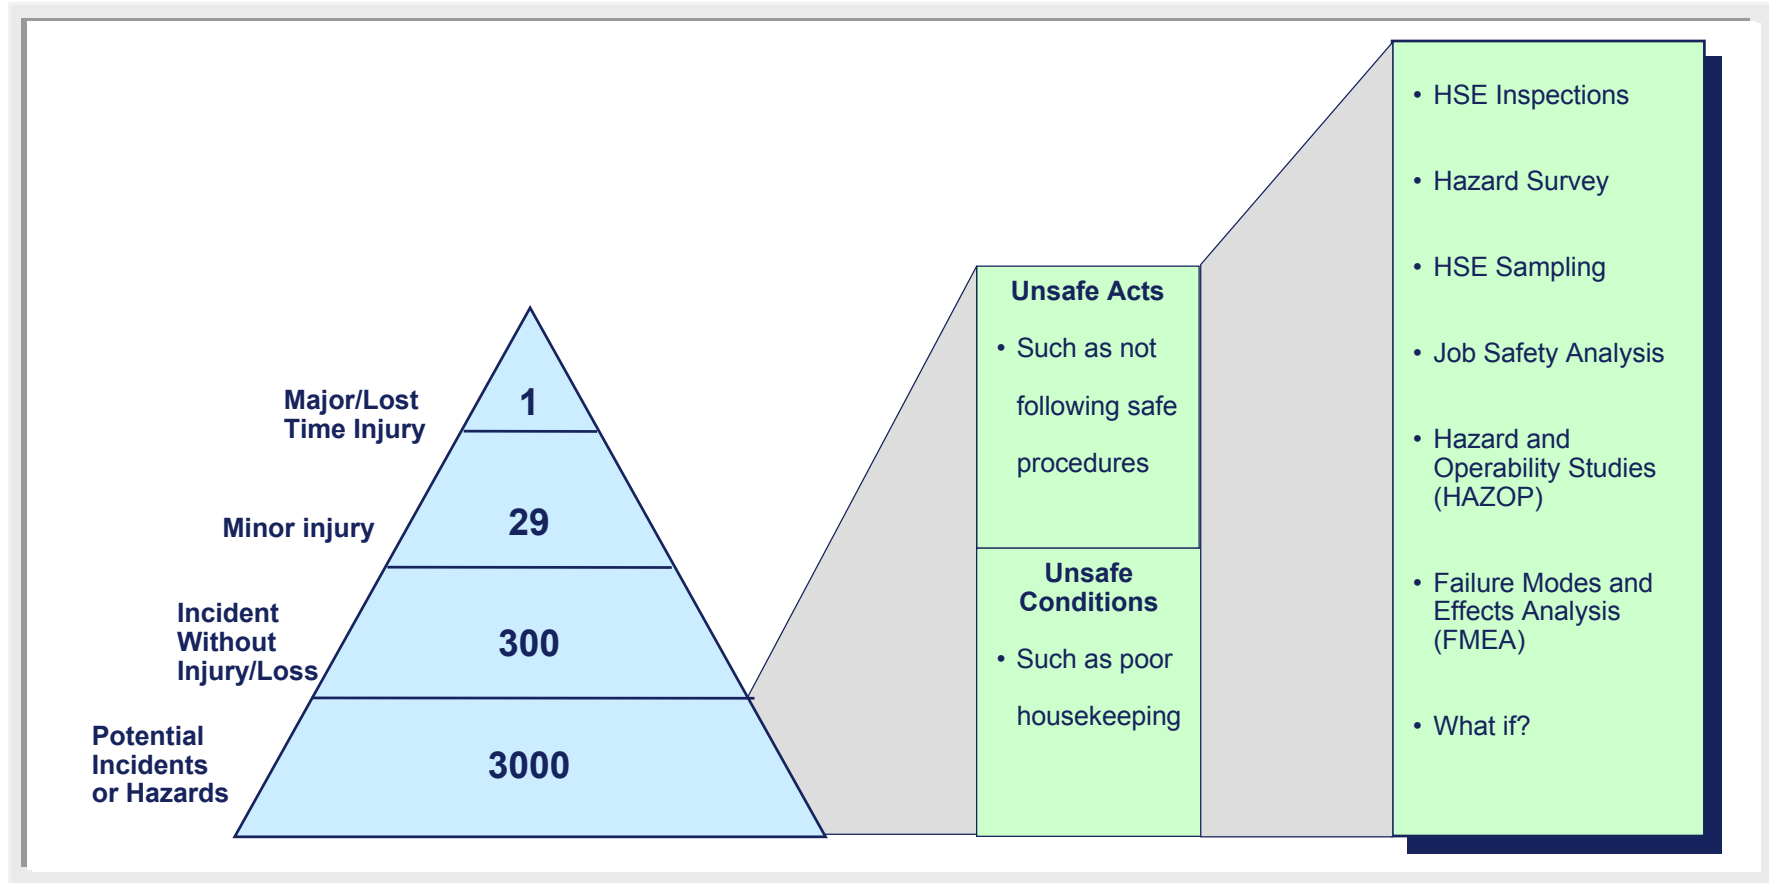 Major/Lost
Time Injury
1
Minor injury
29
Incident
Without
Injury/Loss
300
Potential
Incidents
or Hazards
3000
Unsafe Acts
• Such as not
following safe
procedures
Unsafe
Conditions
• Such as poor
housekeeping
• HSE Inspections
• Hazard Survey
• HSE Sampling
• Job Safety Analysis
• Hazard and
Operability Studies
(HAZOP)
• Failure Modes and
Effects Analysis
(FMEA)
• What if?